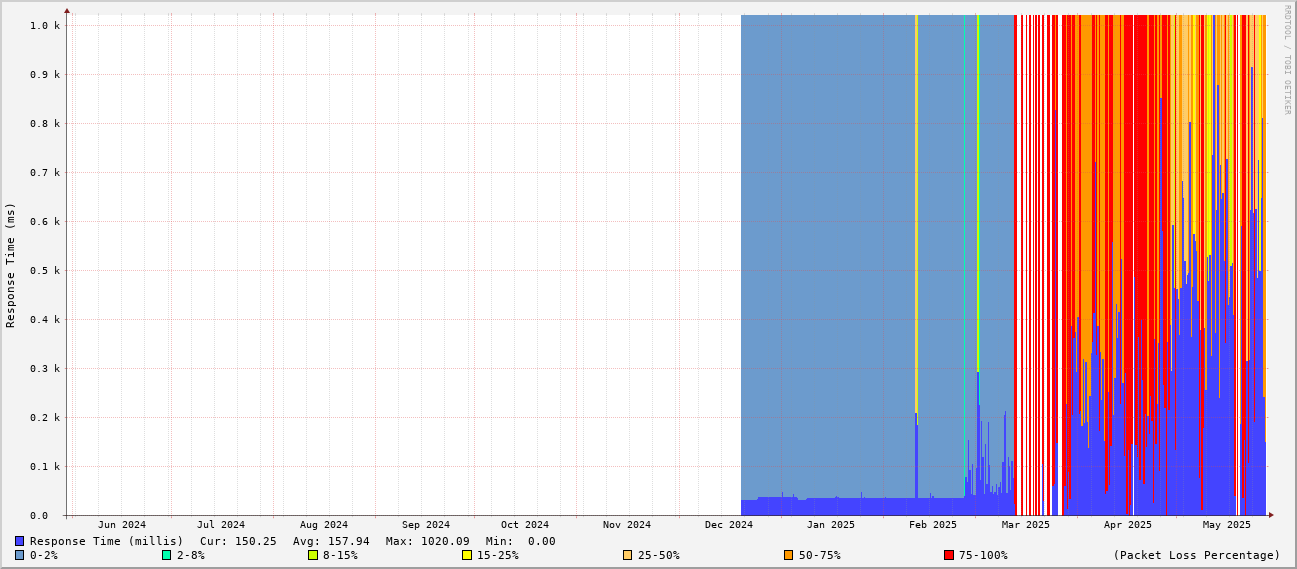 RRDTOOL / TOBI OETIKER
Response Time (ms)
1.0 k
0.9 k
0.8 k
0.7 k
0.6 k
0.5 k
0.4 k
0.3 k
0.2 k
0.1 k
0.0
Jun 2024 Jul 2024 Aug 2024 Sep 2024 Oct 2024 Nov 2024 Dec 2024 Jan 2025 Feb 2025 Mar 2025 Apr 2025 May 2025
Response Time (millis) Cur: 150.25 Avg: 157.94 Max: 1020.09 Min: 0.00
0-2% 2-8% 8-15% 15-25% 25-50% 50-75% 75-100% (Packet Loss Percentage)